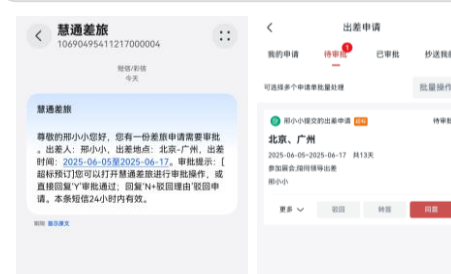 慧通差旅
10690495411217000004
短信/彩信
今天
慧通差旅
尊敬的邢小小您好，您有一份差旅申请需要审批
。出差人：邢小小，出差地点：北京-广州，出差
时间：2025-06-05至2025-06-17。审批提示：[
超标预订]您可以打开慧通差旅进行审批操作，或
直接回复'Y'审批通过；回复'N+驳回理由'驳回申
请。本条短信24小时内有效。
显示原文
出差申请
我的申请 待审批 已审批 抄送我的
可选择多个申请单批量处理
批量操作
邢小小提交的出差申请 超标 待审批
北京、广州
2025-06-05~2025-06-17 共13天
参加展会;陪同领导出差
邢小小
更多 驳回 转签 同意